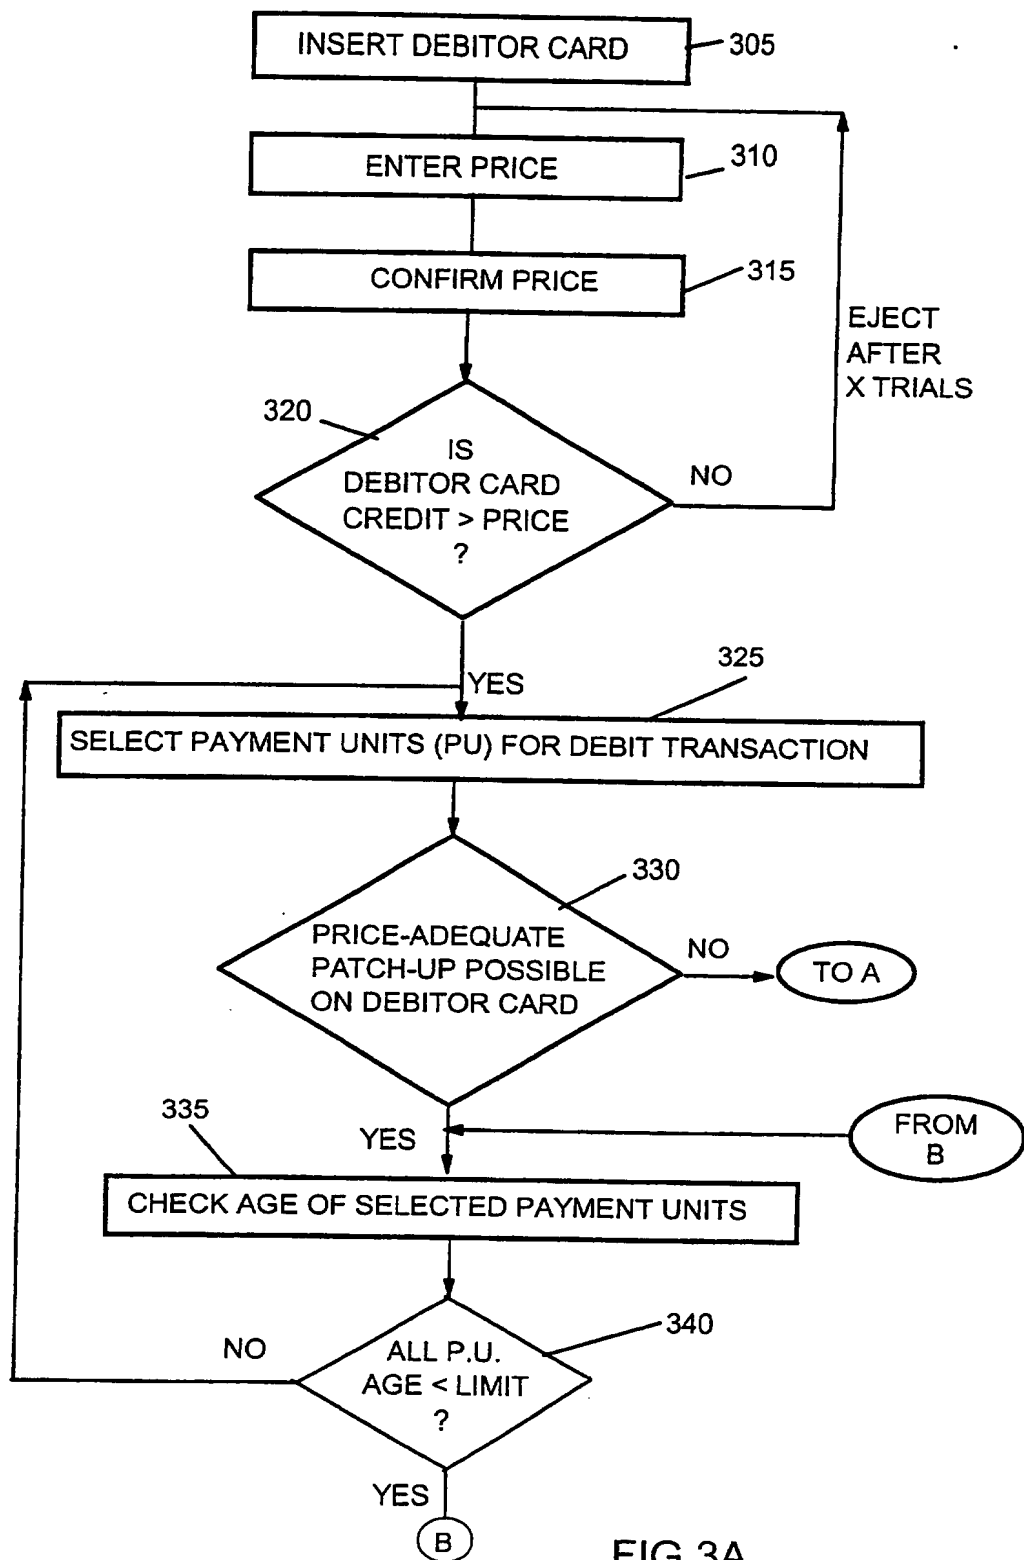 INSERT DEBITOR CARD
305
ENTER PRICE
310
CONFIRM PRICE
315
EJECT
AFTER
X TRIALS
320
IS
DEBITOR CARD
CREDIT > PRICE
?
NO
YES
325
SELECT PAYMENT UNITS (PU) FOR DEBIT TRANSACTION
330
PRICE-ADEQUATE
PATCH-UP POSSIBLE
ON DEBITOR CARD
NO
TO A
335
YES
FROM
B
CHECK AGE OF SELECTED PAYMENT UNITS
340
NO
ALL P.U.
AGE < LIMIT
?
YES
B
FIG.3A